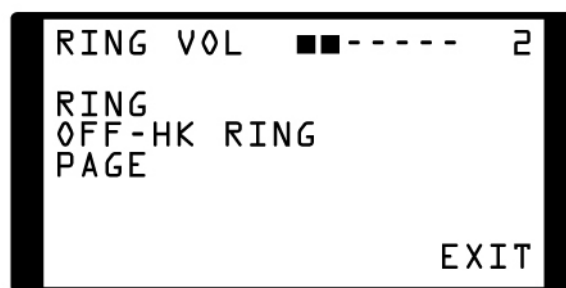 RING VOL ■■----- 2
RING
OFF-HK RING
PAGE
EXIT